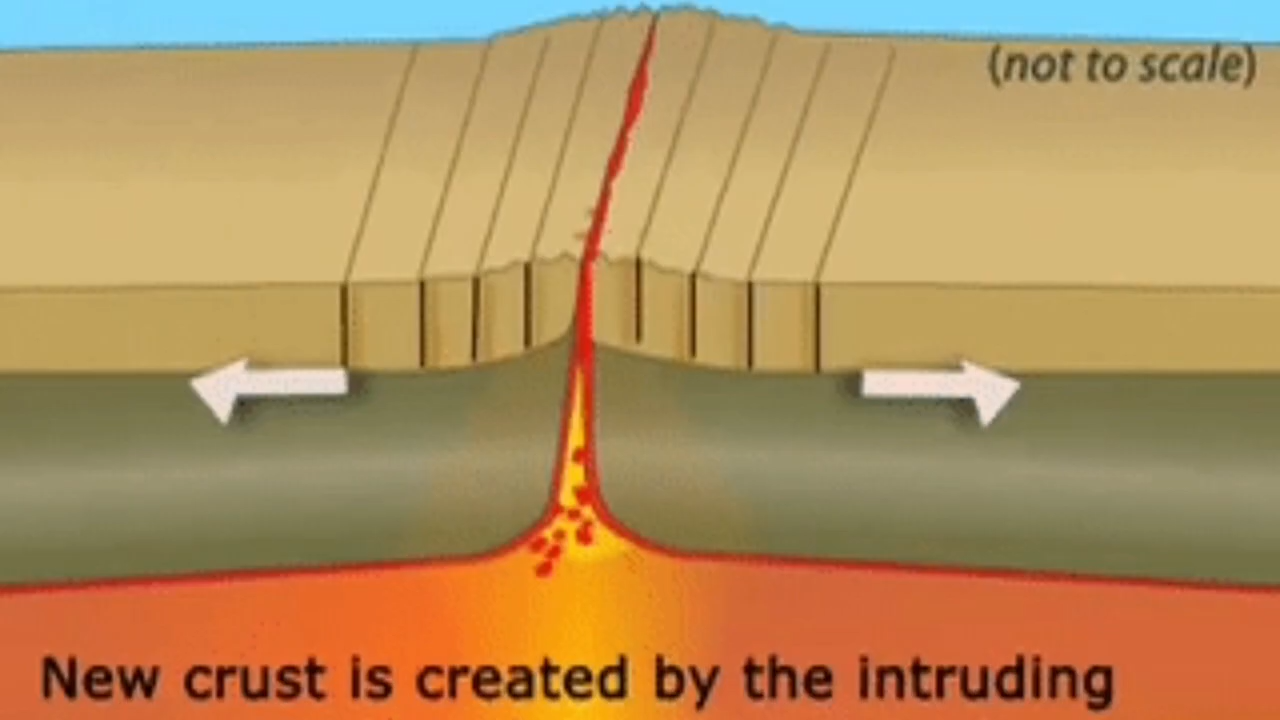 (not to scale)
New crust is created by the intruding